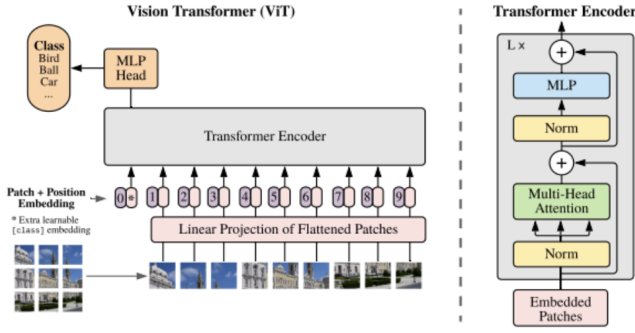 Vision Transformer (ViT)
Class
Bird
Ball
Car
...
MLP
Head
Transformer Encoder
Patch + Position
Embedding
* Extra learnable
[class] embedding
0 * 1 2 3 4 5 6 7 8 9
Linear Projection of Flattened Patches
Transformer Encoder
L x
+
MLP
Norm
+
Multi-Head
Attention
Norm
Embedded
Patches